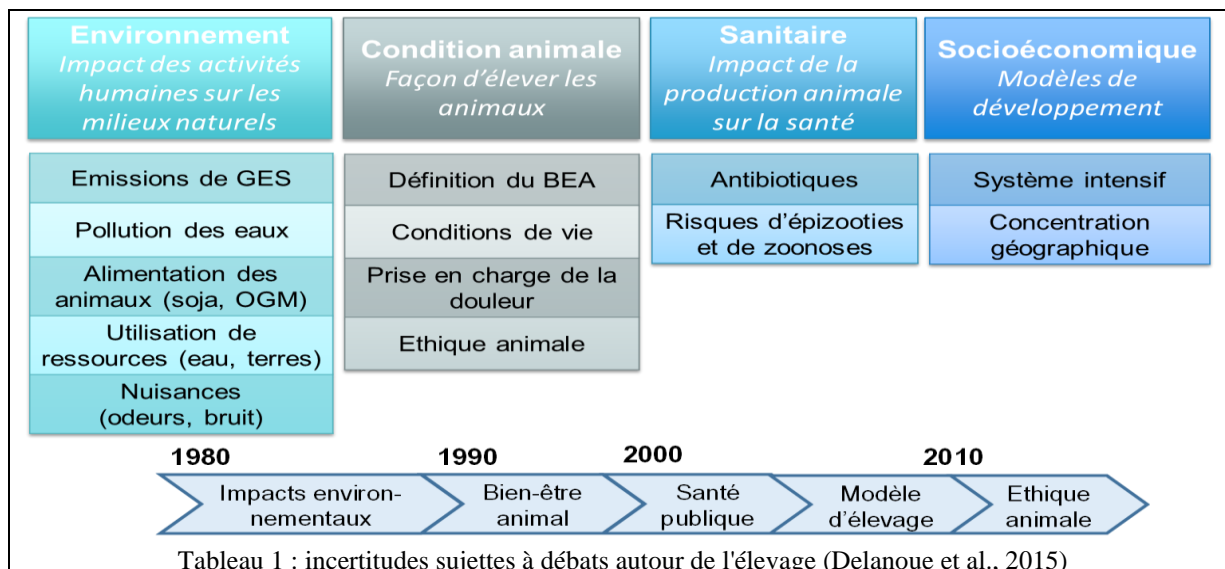 Environnement
Impact des activités
humaines sur les
milieux naturels
Emissions de GES
Pollution des eaux
Alimentation des
animaux (soja, OGM)
Utilisation de
ressources (eau, terres)
Nuisances
(odeurs, bruit)
Condition animale
Façon d'élever les
animaux
Définition du BEA
Conditions de vie
Prise en charge de la
douleur
Ethique animale
Sanitaire
Impact de la
production animale
sur la santé
Antibiotiques
Risques d'épizooties
et de zoonoses
Socioéconomique
Modèles de
développement
Système intensif
Concentration
géographique
1980
1990
2000
2010
Impacts environ-
nementaux
Bien-être
animal
Santé
publique
Modèle
d'élevage
Ethique
animale
Tableau 1 : incertitudes sujettes à débats autour de l'élevage (Delanoue et al., 2015)